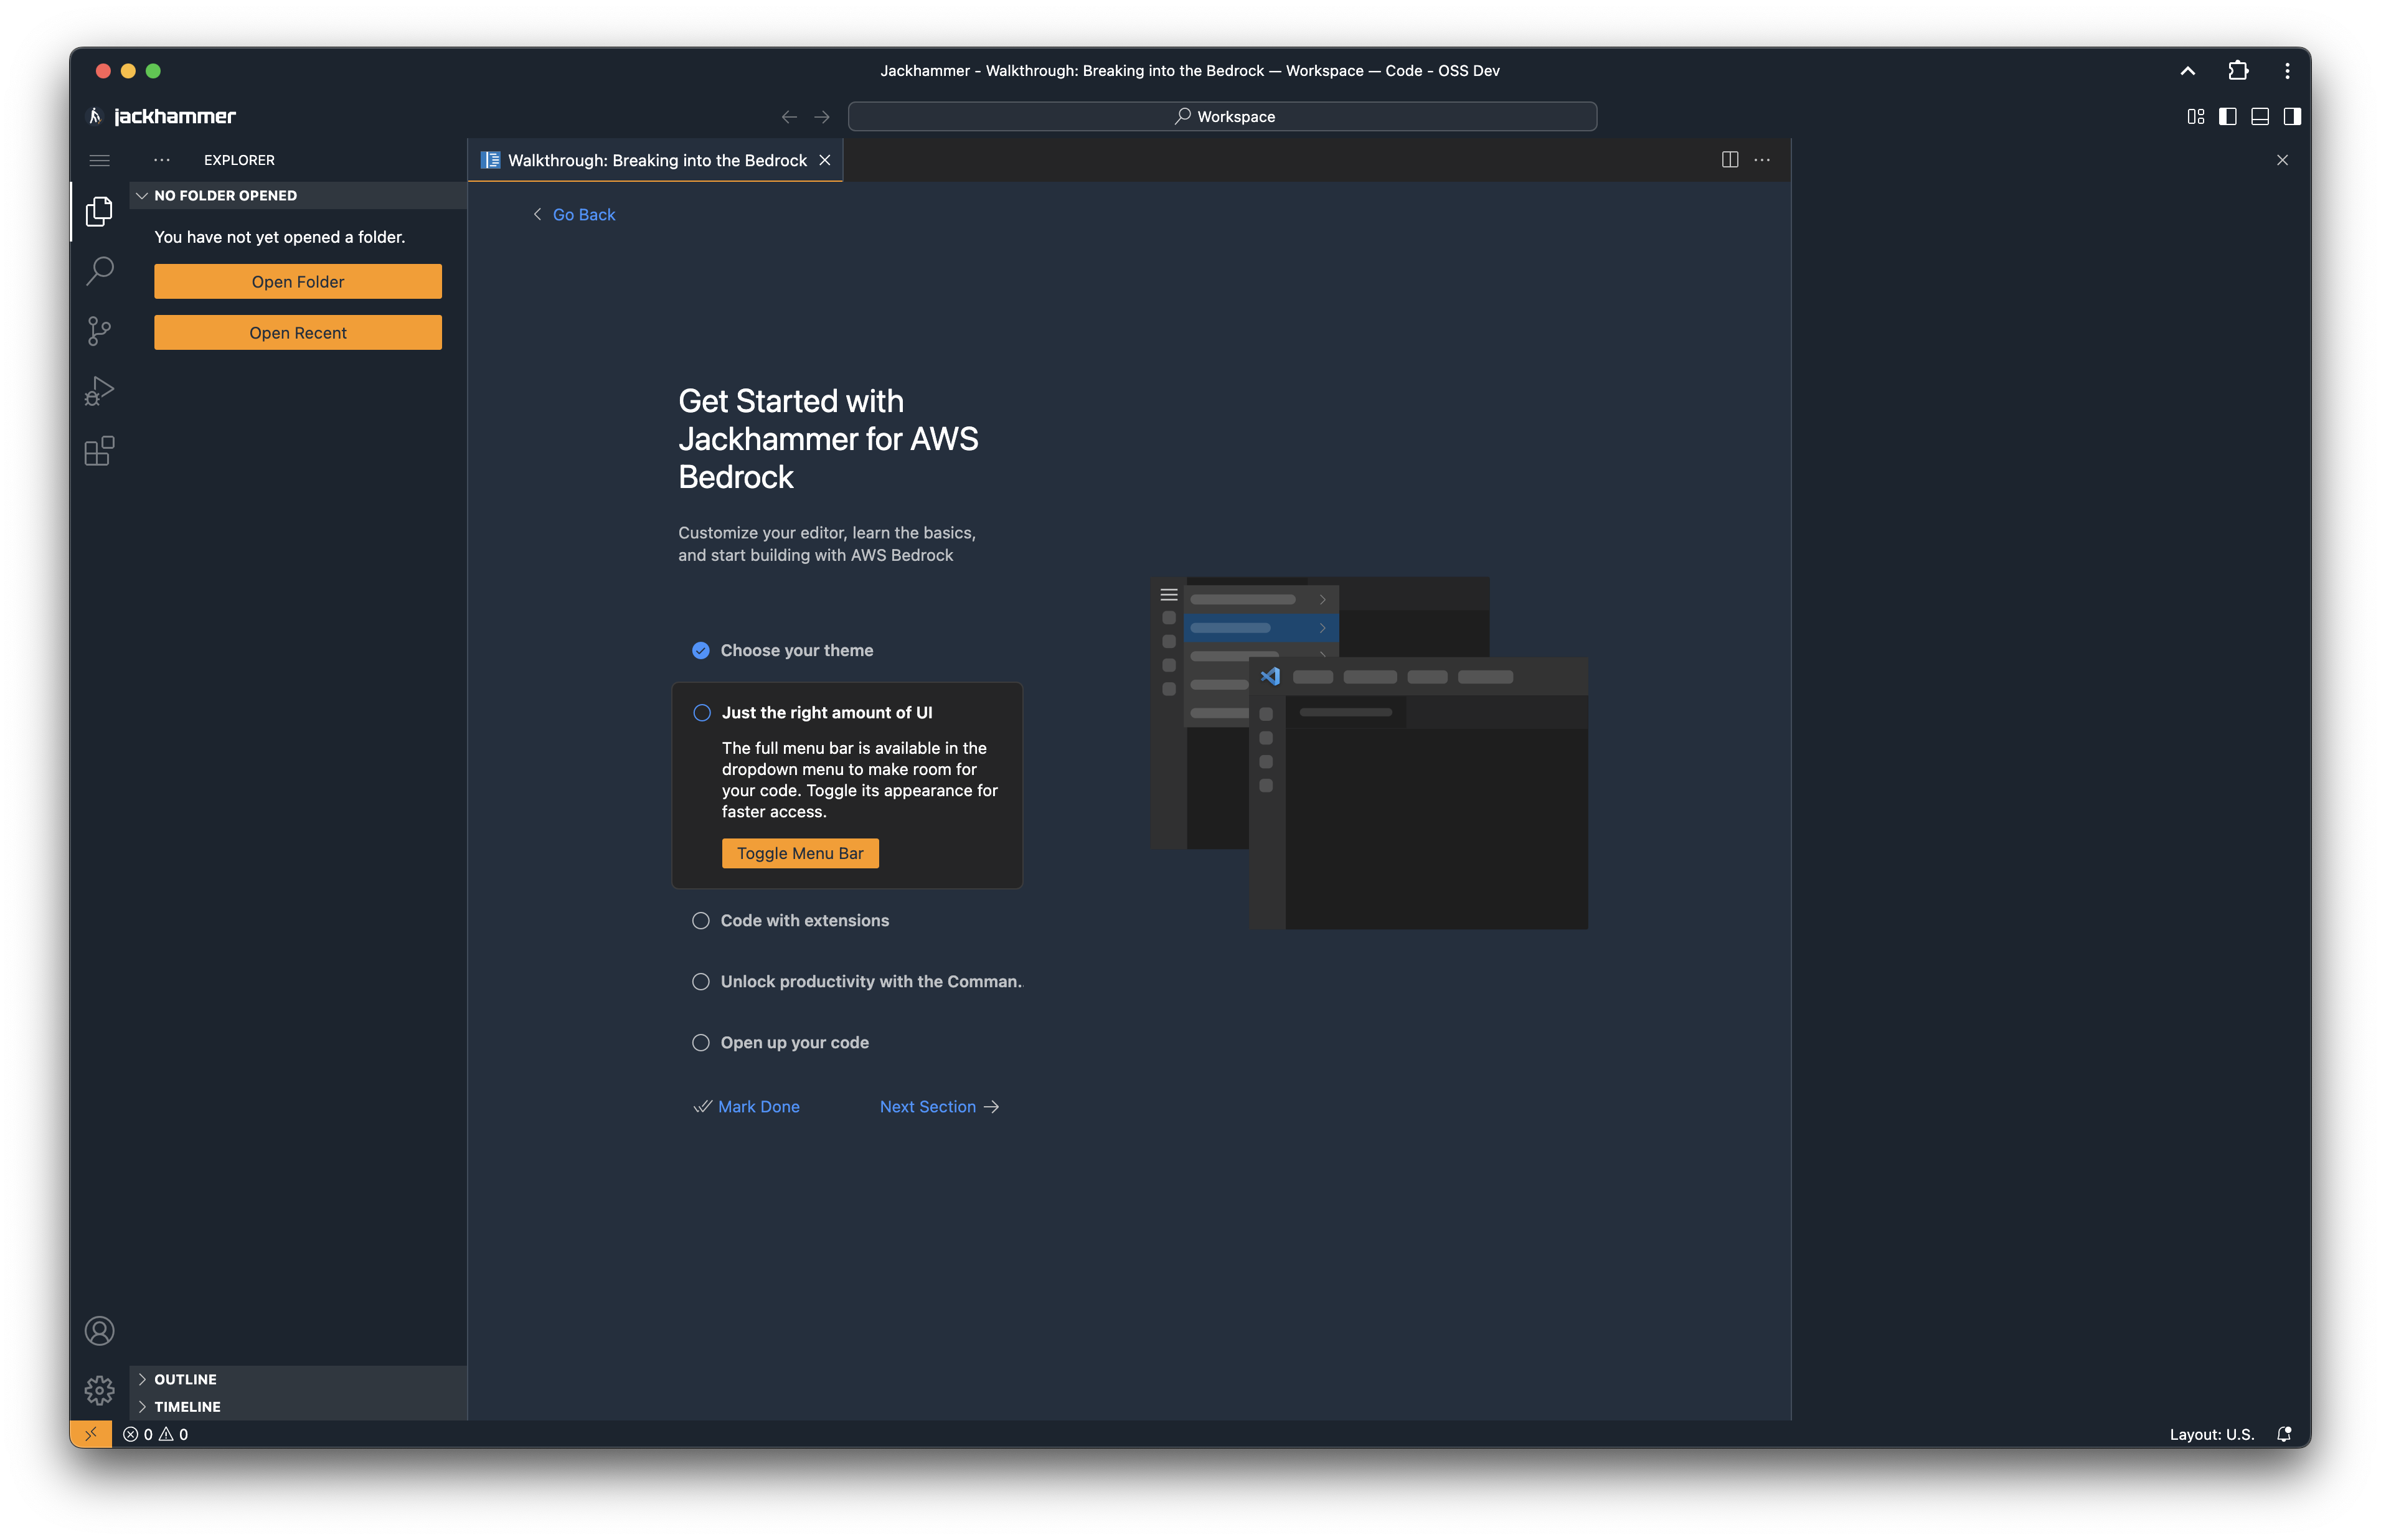 Jackhammer - Walkthrough: Breaking into the Bedrock — Workspace — Code - OSS Dev
jackhammer
Workspace
EXPLORER
Walkthrough: Breaking into the Bedrock
NO FOLDER OPENED
You have not yet opened a folder.
Open Folder
Open Recent
Go Back
Get Started with
Jackhammer for AWS
Bedrock
Customize your editor, learn the basics,
and start building with AWS Bedrock
Choose your theme
Just the right amount of UI
The full menu bar is available in the
dropdown menu to make room for
your code. Toggle its appearance for
faster access.
Toggle Menu Bar
Code with extensions
Unlock productivity with the Comman..
Open up your code
Mark Done
Next Section
OUTLINE
TIMELINE
0 0
Layout: U.S.